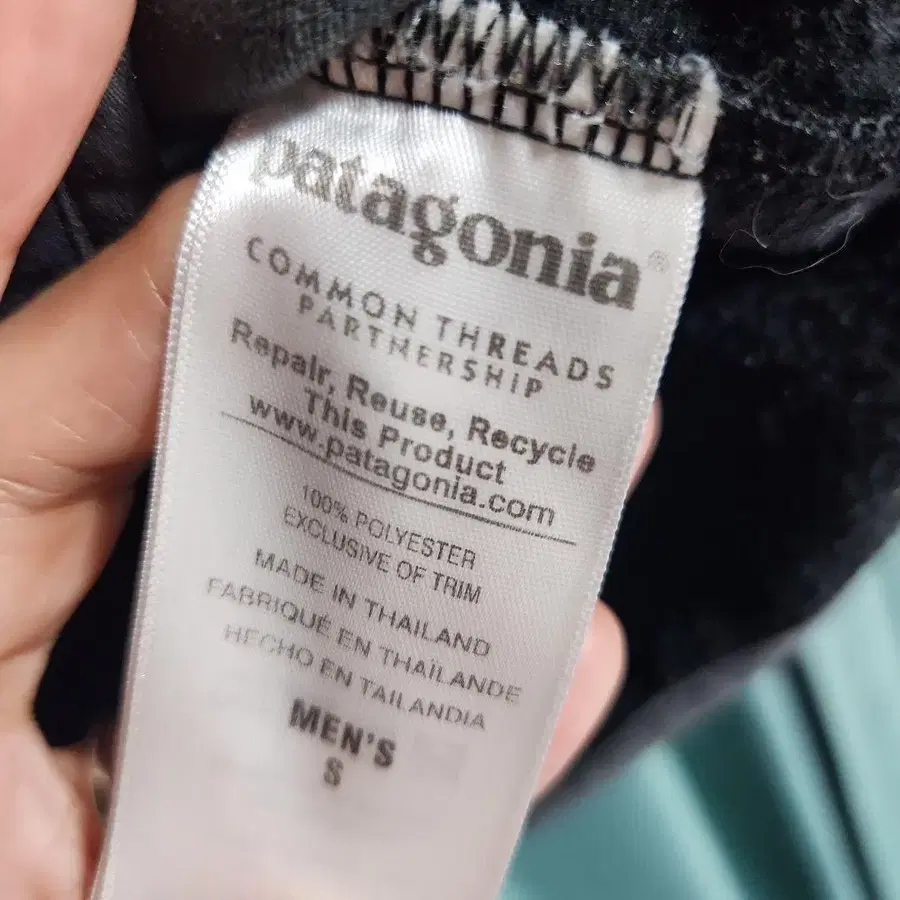 patagonia®
COMMON THREADS
PARTNERSHIP
Repair, Reuse, Recycle
This Product
www.patagonia.com
100% POLYESTER
EXCLUSIVE OF TRIM
MADE IN THAILAND
FABRIQUÉ EN THAÏLANDE
HECHO EN TAILANDIA
MEN'S
S